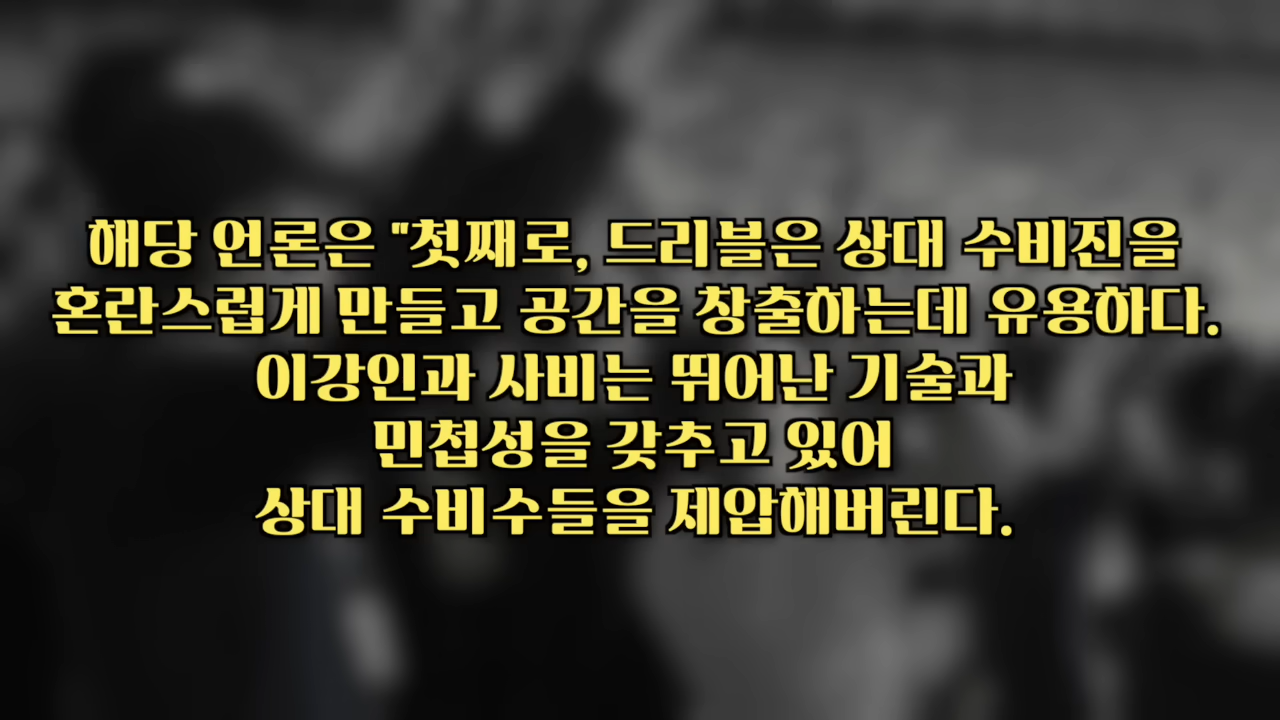 해당 언론은 "첫째로, 드리블은 상대 수비진을
혼란스럽게 만들고 공간을 창출하는데 유용하다.
이강인과 사비는 뛰어난 기술과
민첩성을 갖추고 있어
상대 수비수들을 제압해버린다.